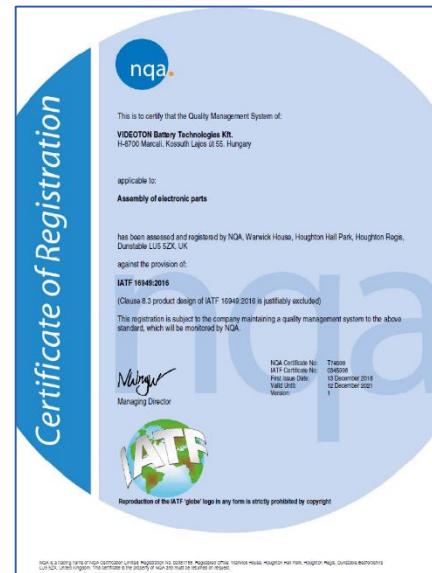 nqa.
Certificate of Registration
This is to certify that the Quality Management System of:
VIDEOTON Battery Technologies Kft.
H-8700 Marcali, Kossuth Lajos út 55. Hungary
applicable to:
Assembly of electronic parts
has been assessed and registered by NQA, Warwick House, Houghton Hall Park, Houghton Regis,
Dunstable LU5 5ZX, UK
against the provision of:
IATF 16949:2016
(Clause 8.3 product design of IATF 16949:2016 is justifiably excluded)
This registration is subject to the company maintaining a quality management system to the above
standard, which will be monitored by NQA.
nqa
Managing Director
NQA Certificate No:
IATF Certificate No:
First Issue Date: 13 December 2018
Valid Until: 12 December 2021
Version: 1
IATF
Reproduction of the IATF 'globe' logo in any form is strictly prohibited by copyright